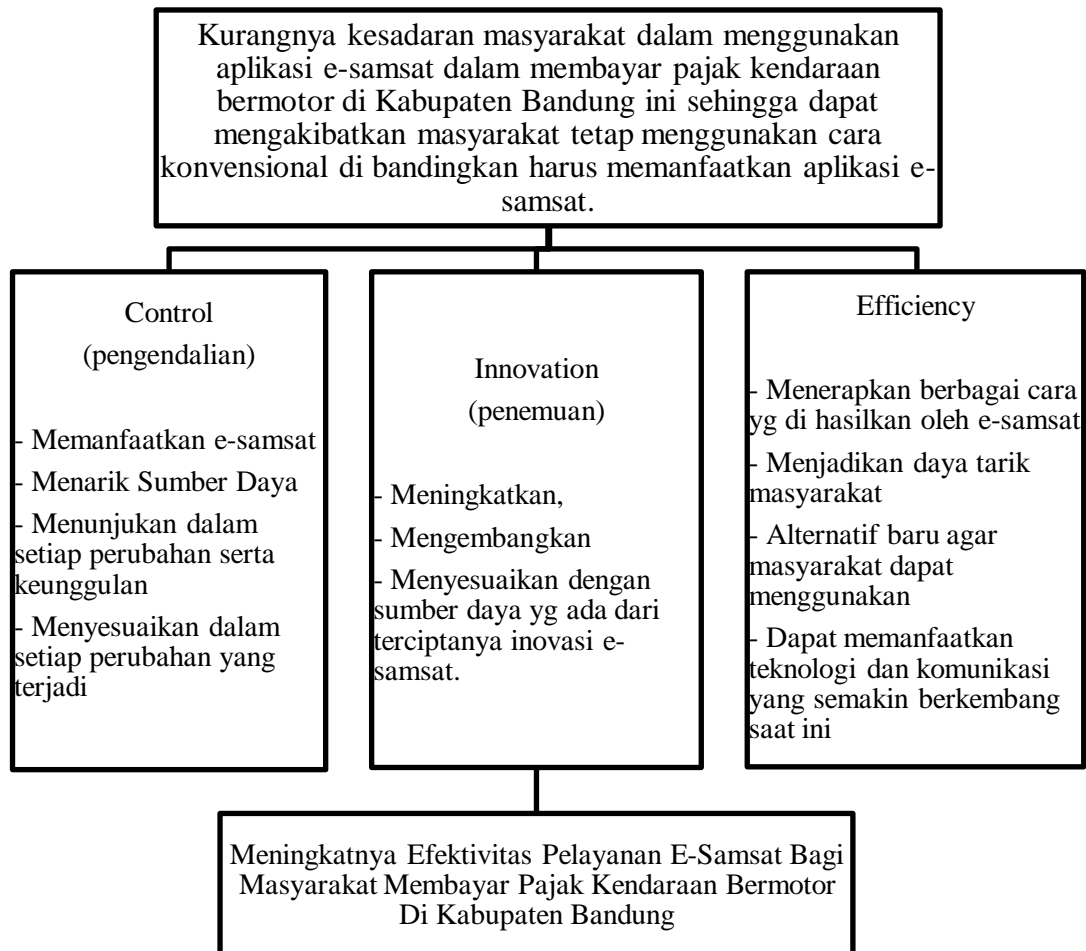 Kurangnya kesadaran masyarakat dalam menggunakan
aplikasi e-samsat dalam membayar pajak kendaraan
bermotor di Kabupaten Bandung ini sehingga dapat
mengakibatkan masyarakat tetap menggunakan cara
konvensional di bandingkan harus memanfaatkan aplikasi e-
samsat.
Control
(pengendalian)
- Memanfaatkan e-samsat
- Menarik Sumber Daya
- Menunjukan dalam
setiap perubahan serta
keunggulan
- Menyesuaikan dalam
setiap perubahan yang
terjadi
Innovation
(penemuan)
- Meningkatkan,
- Mengembangkan
- Menyesuaikan dengan
sumber daya yg ada dari
terciptanya inovasi e-
samsat.
Efficiency
- Menerapkan berbagai cara
yg di hasilkan oleh e-samsat
- Menjadikan daya tarik
masyarakat
- Alternatif baru agar
masyarakat dapat
menggunakan
- Dapat memanfaatkan
teknologi dan komunikasi
yang semakin berkembang
saat ini
Meningkatnya Efektivitas Pelayanan E-Samsat Bagi
Masyarakat Membayar Pajak Kendaraan Bermotor
Di Kabupaten Bandung